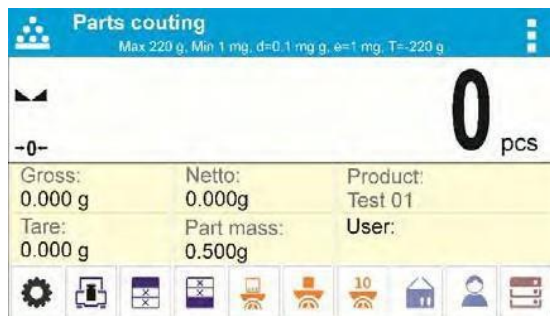 Parts couting
Max 220 g, Min 1 mg, d=0.1 mg g, e=1 mg, T=-220 g
0 pcs
→0←
Gross: Netto: Product:
0.000 g 0.000g Test 01
Tare: Part mass: User:
0.000 g 0.500g
10